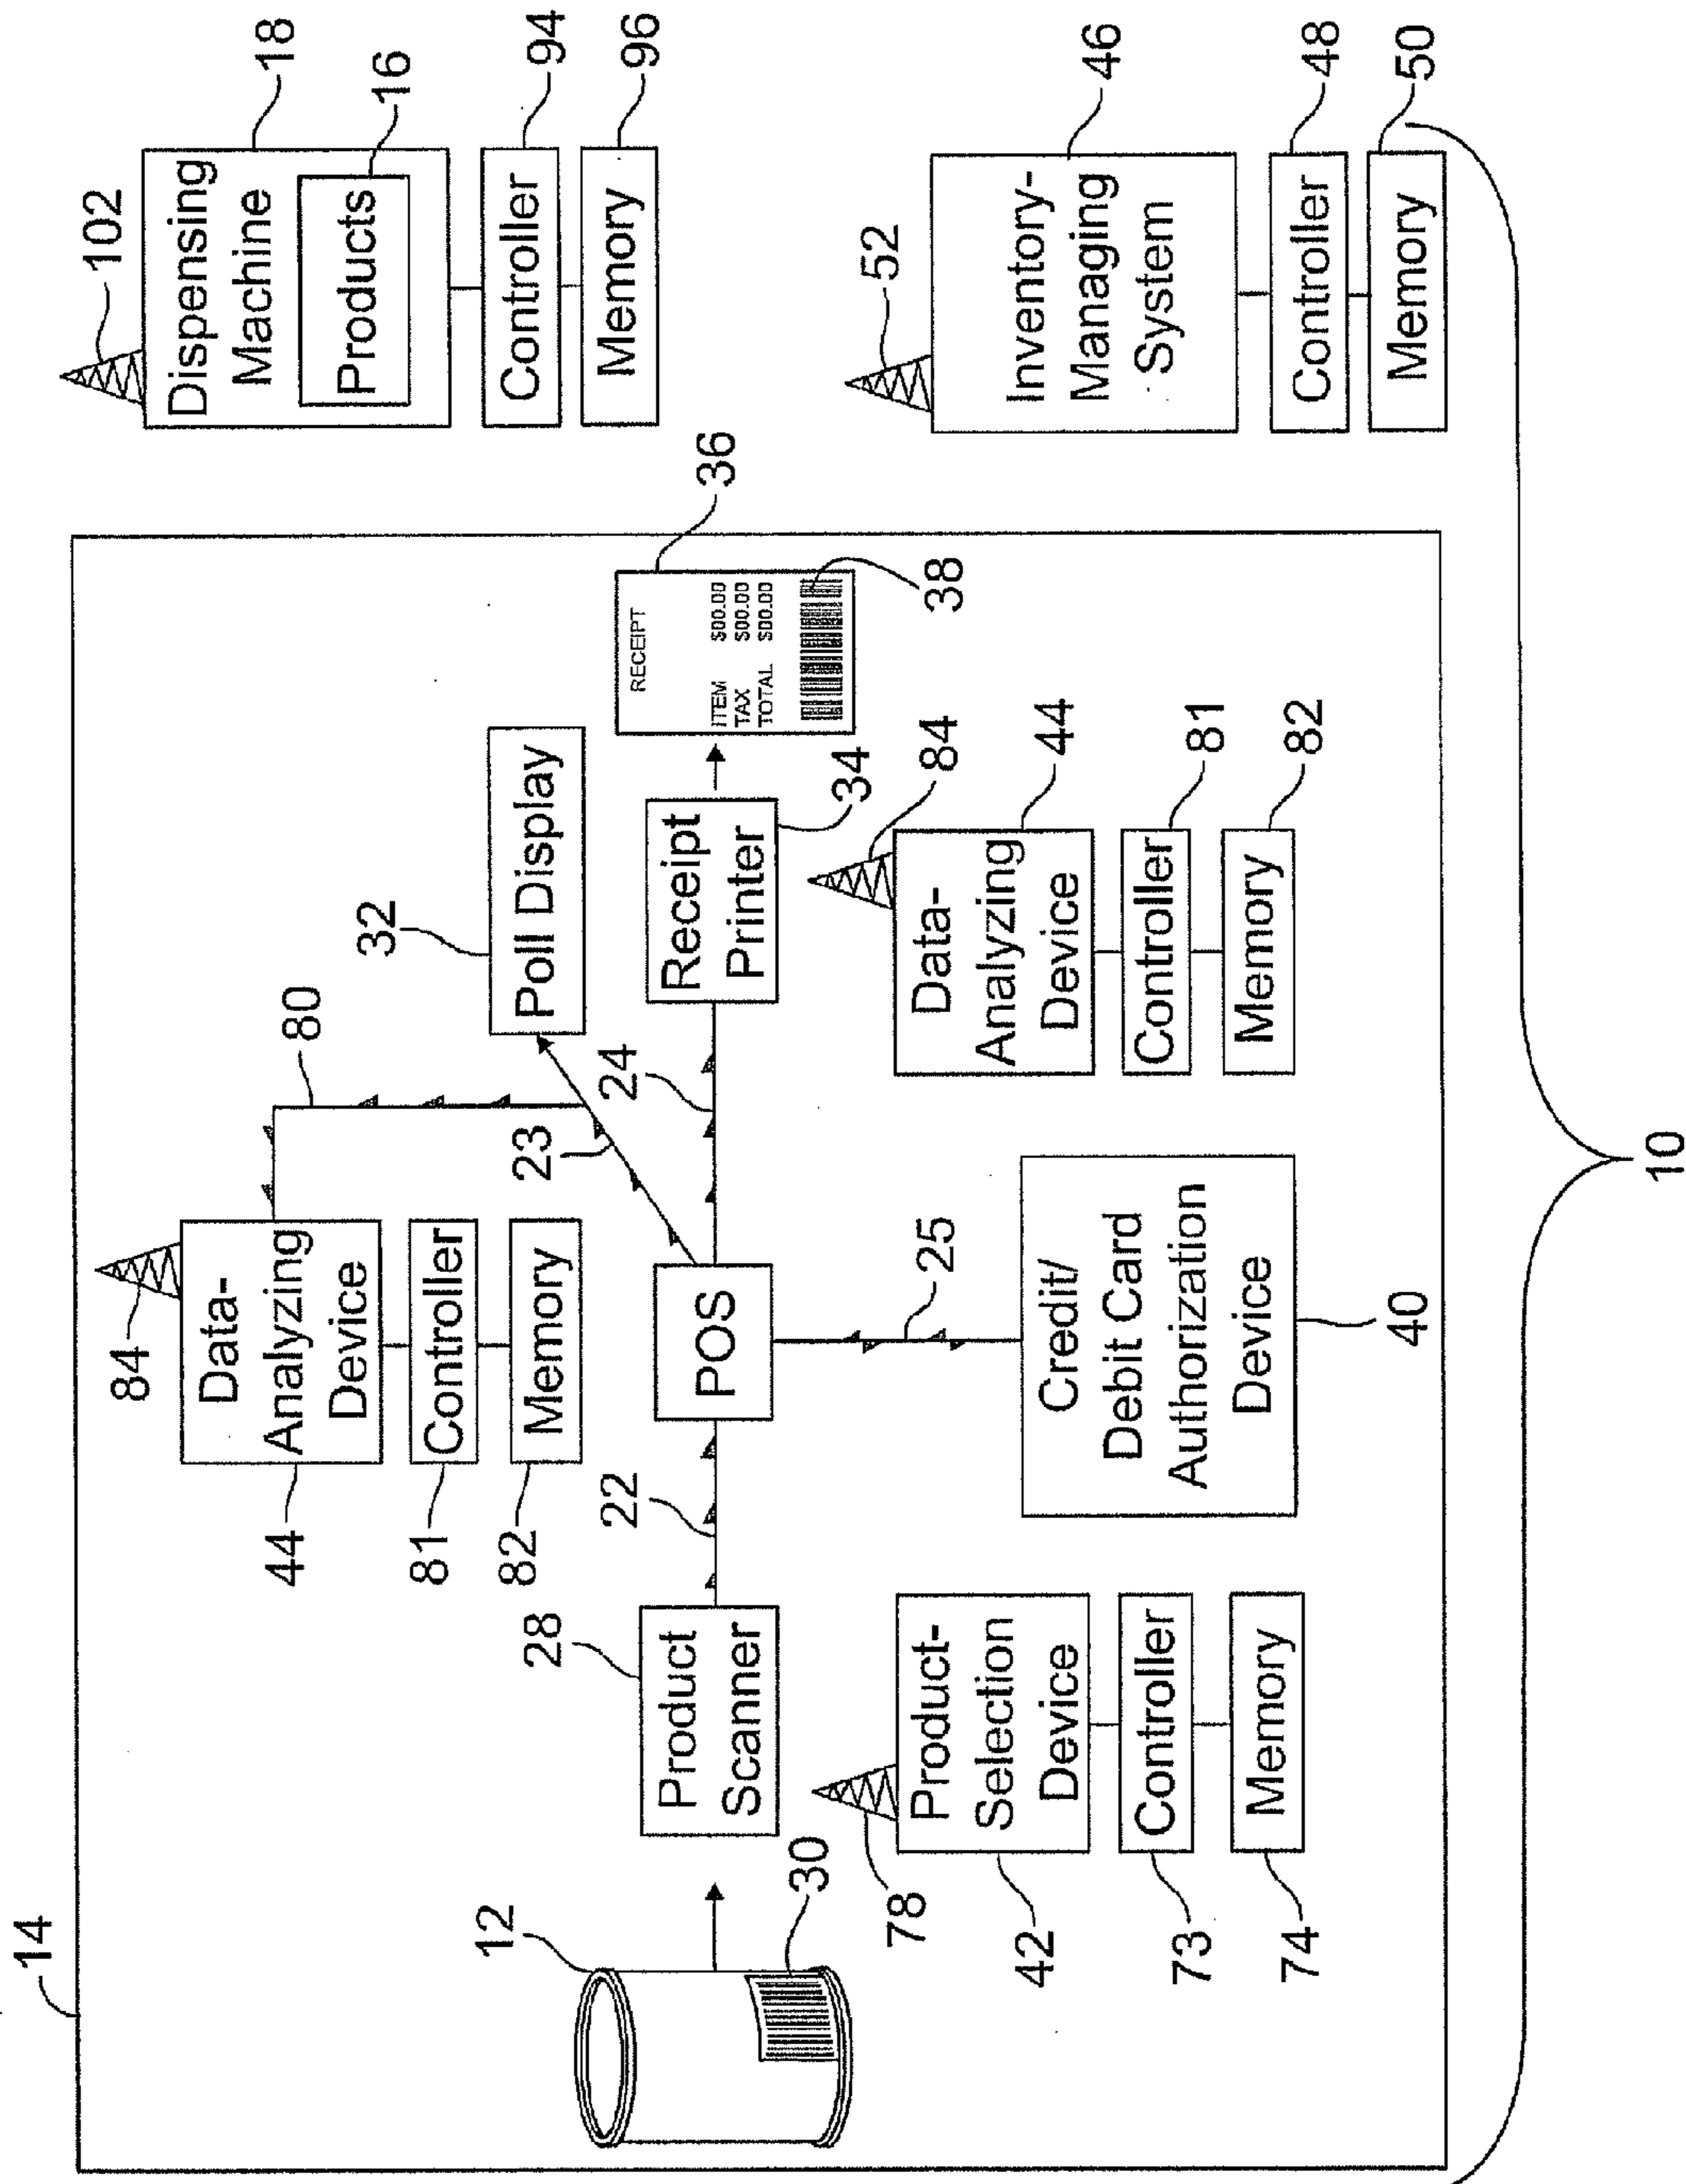 14
84
44
Data-
Analyzing
Device
81
Controller
82
Memory
80
32
Poll Display
12
30
28
Product
Scanner
22
POS
23
24
Receipt
Printer
34
36
RECEIPT
ITEM $00.00
TAX $00.00
TOTAL $00.00
38
78
42
Product-
Selection
Device
73
Controller
74
Memory
25
Credit/
Debit Card
Authorization
Device
40
84
Data-
Analyzing
Device
44
Controller
81
Memory
82
102
Dispensing
Machine
18
Products
16
Controller
94
Memory
96
52
Inventory-
Managing
System
46
Controller
48
Memory
50
10